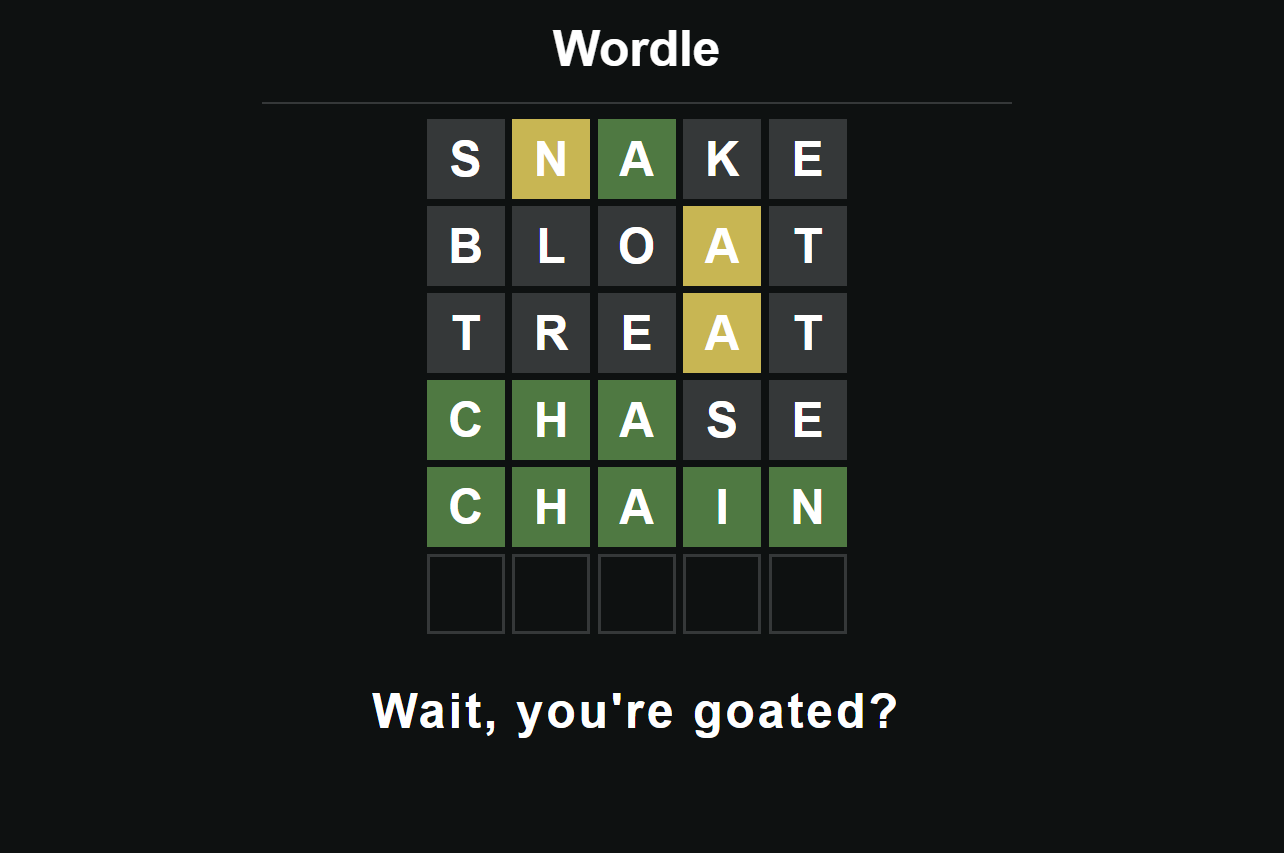 Wordle
S N A K E
B L O A T
T R E A T
C H A S E
C H A I N
Wait, you're goated?